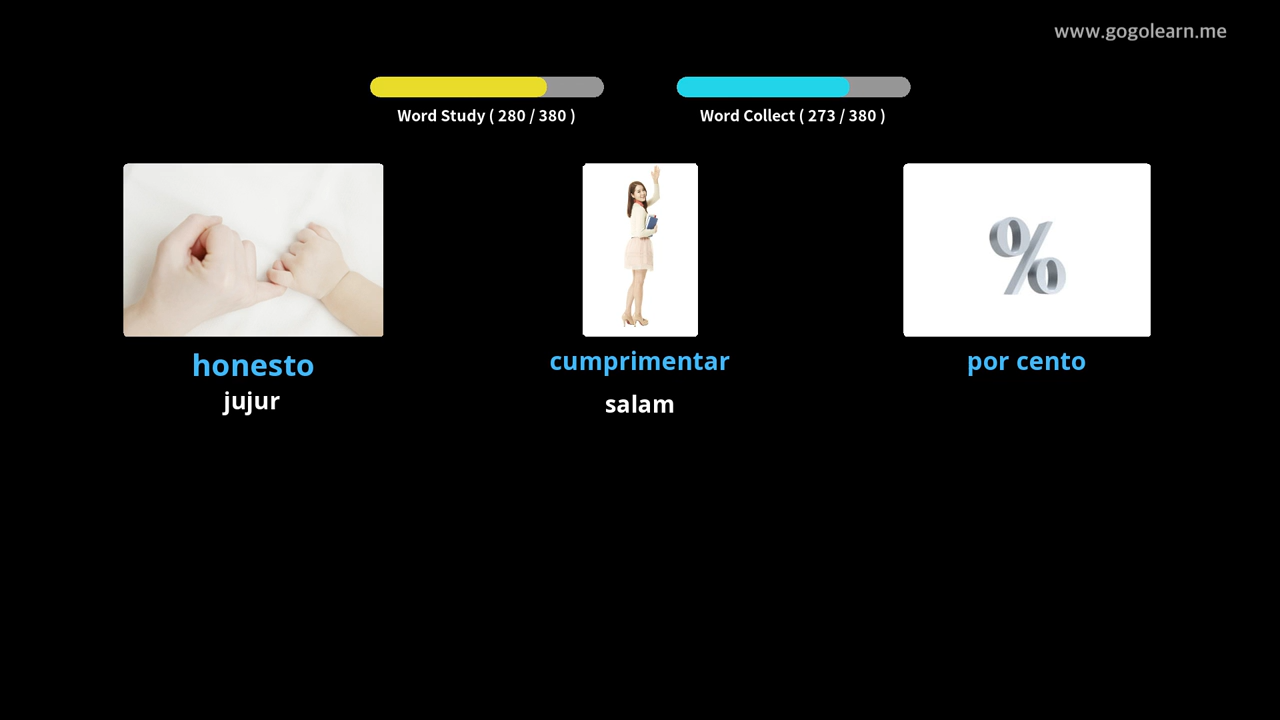 www.gogolearn.me
Word Study ( 280 / 380 )
Word Collect ( 273 / 380 )
honesto
jujur
cumprimentar
salam
%
por cento